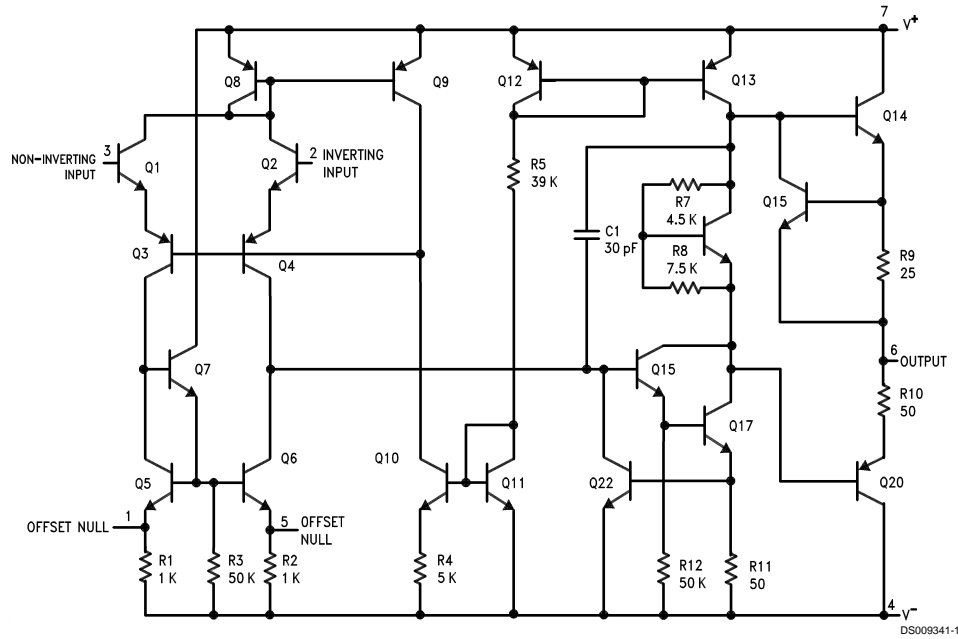 7
V+
Q8
Q9
Q12
Q13
Q14
NON-INVERTING
INPUT
3
Q1
Q2
2 INVERTING
INPUT
R5
39 K
R7
4.5 K
Q15
C1
30 pF
R8
7.5 K
R9
25
Q3
Q4
6
OUTPUT
Q7
Q15
R10
50
Q17
Q5
Q6
Q10
Q11
Q22
Q20
OFFSET NULL
1
5 OFFSET
NULL
R1
1 K
R3
50 K
R2
1 K
R4
5 K
R12
50 K
R11
50
4
V−
DS009341-1